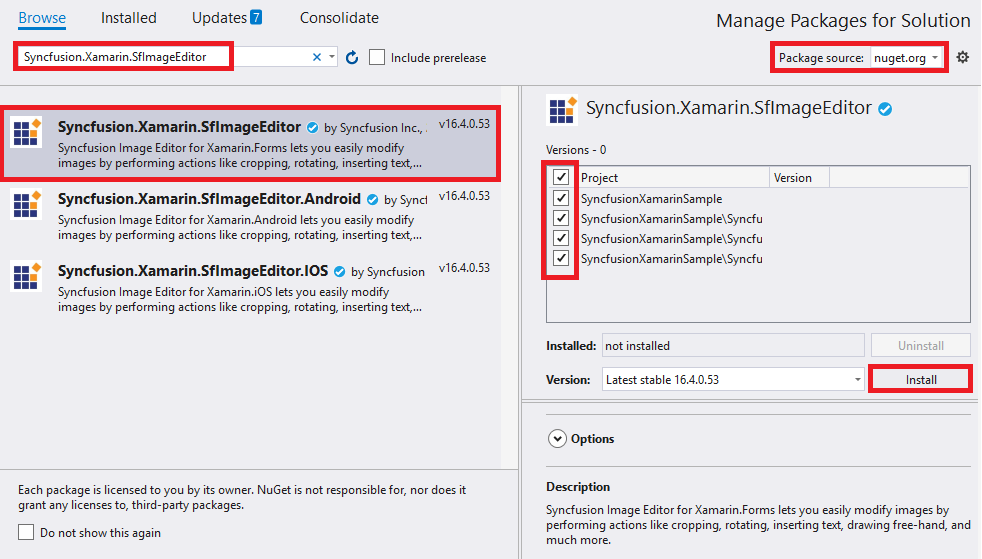 Browse
Installed
Updates 7
Consolidate
Manage Packages for Solution
Syncfusion.Xamarin.SfImageEditor
Include prerelease
Package source: nuget.org
Syncfusion.Xamarin.SfImageEditor by Syncfusion Inc., v16.4.0.53
Syncfusion Image Editor for Xamarin.Forms lets you easily modify
images by performing actions like cropping, rotating, inserting text,...
Syncfusion.Xamarin.SfImageEditor.Android by Syncf v16.4.0.53
Syncfusion Image Editor for Xamarin.Android lets you easily modify
images by performing actions like cropping, rotating, inserting text,...
Syncfusion.Xamarin.SfImageEditor.IOS by Syncfusion v16.4.0.53
Syncfusion Image Editor for Xamarin.iOS lets you easily modify
images by performing actions like cropping, rotating, inserting text,...
Each package is licensed to you by its owner. NuGet is not responsible for, nor does it
grant any licenses to, third-party packages.
Do not show this again
Syncfusion.Xamarin.SfImageEditor
Versions - 0
Project Version
SyncfusionXamarinSample
SyncfusionXamarinSample\Syncfu
SyncfusionXamarinSample\Syncfu
SyncfusionXamarinSample\Syncfu
Installed: not installed Uninstall
Version: Latest stable 16.4.0.53 Install
Options
Description
Syncfusion Image Editor for Xamarin.Forms lets you easily modify images by
performing actions like cropping, rotating, inserting text, drawing free-hand, and
much more.